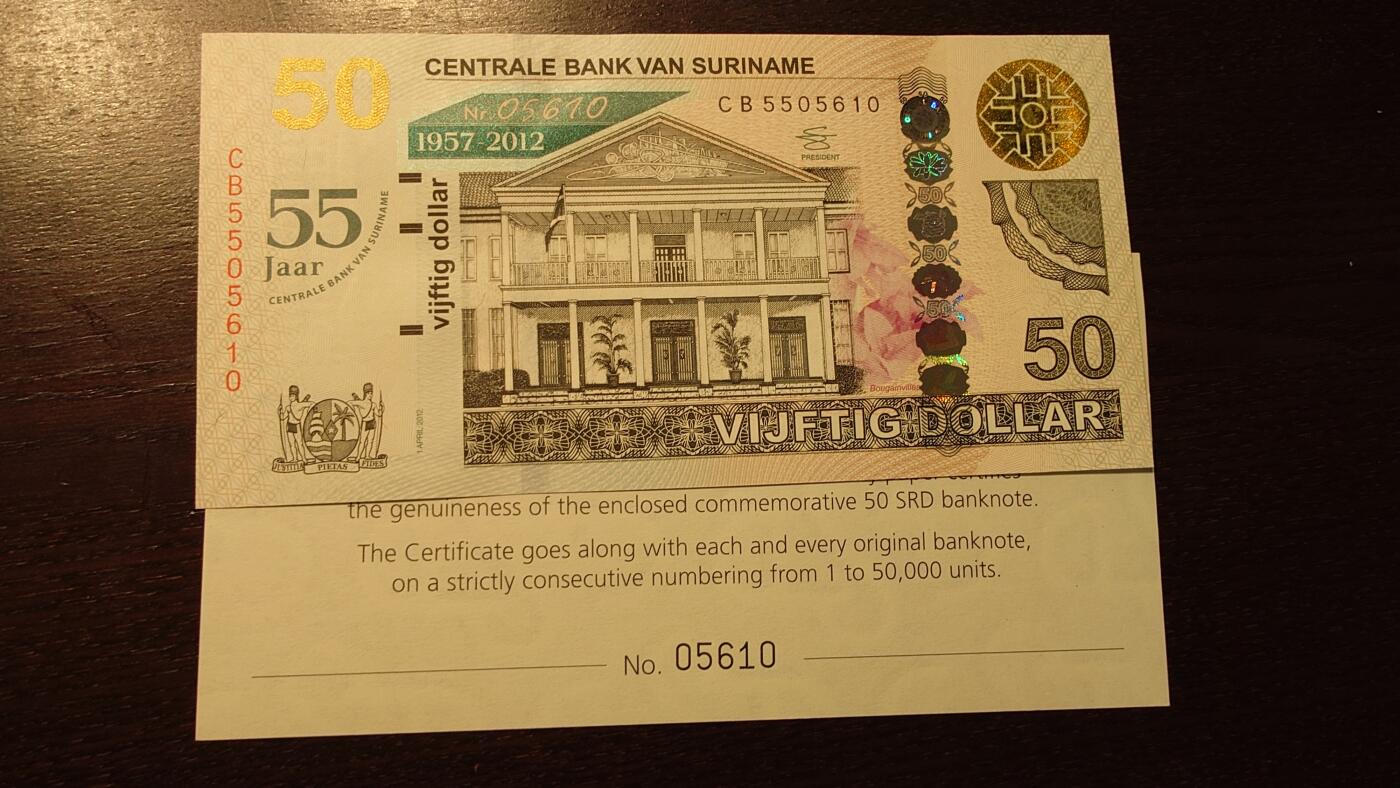 50
CENTRALE BANK VAN SURINAME
Nr. 05610
CB5505610
1957-2012
PRESIDENT
CB5505610
55
Jaar
CENTRALE BANK VAN SURINAME
vijftig dollar
50
50
50
50
Bougainville
VIJFTIG DOLLAR
1 APRIL 2012
JUSTITIA PIETAS FIDES
paper certifies
the genuineness of the enclosed commemorative 50 SRD banknote.
The Certificate goes along with each and every original banknote,
on a strictly consecutive numbering from 1 to 50,000 units.
No. 05610